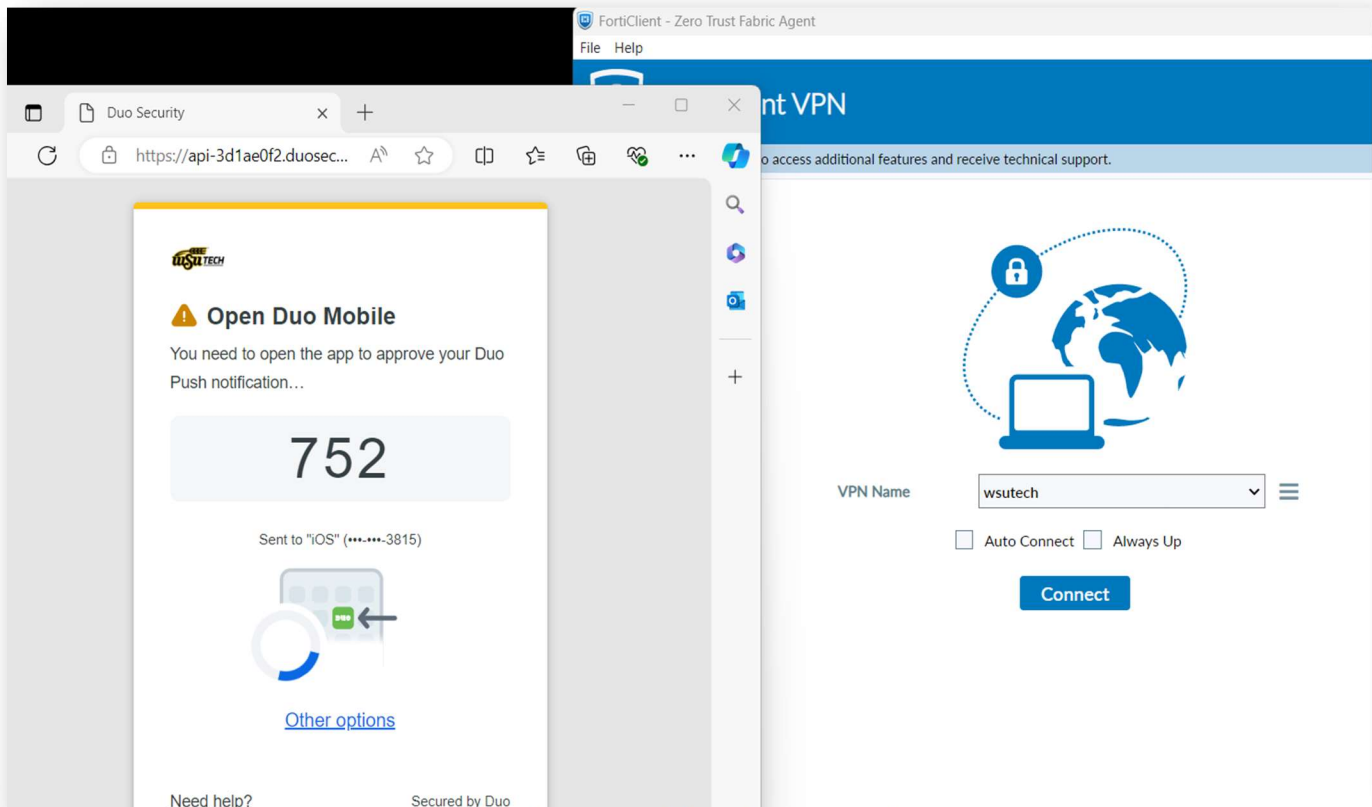 FortiClient - Zero Trust Fabric Agent
File Help
nt VPN
o access additional features and receive technical support.
Duo Security
https://api-3d1ae0f2.duosec...
WSU TECH
Open Duo Mobile
You need to open the app to approve your Duo
Push notification...
752
Sent to "iOS" (•••-•••-3815)
DUO
Other options
Need help?
Secured by Duo
VPN Name
wsutech
Auto Connect
Always Up
Connect